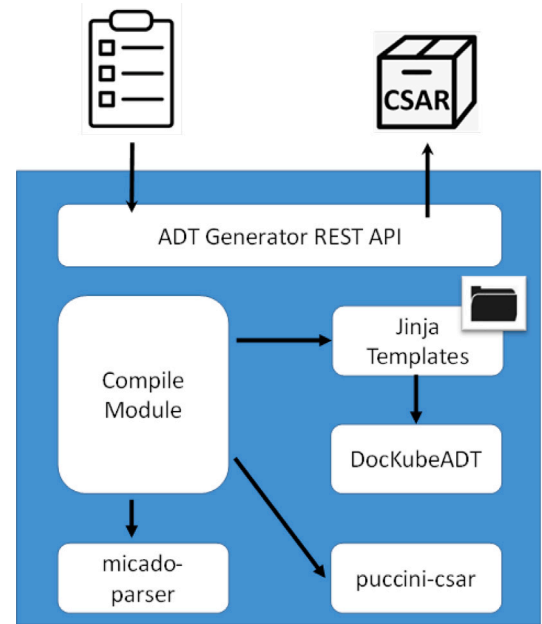 CSAR
ADT Generator REST API
Compile
Module
Jinja
Templates
DocKubeADT
micado-
parser
puccini-csar